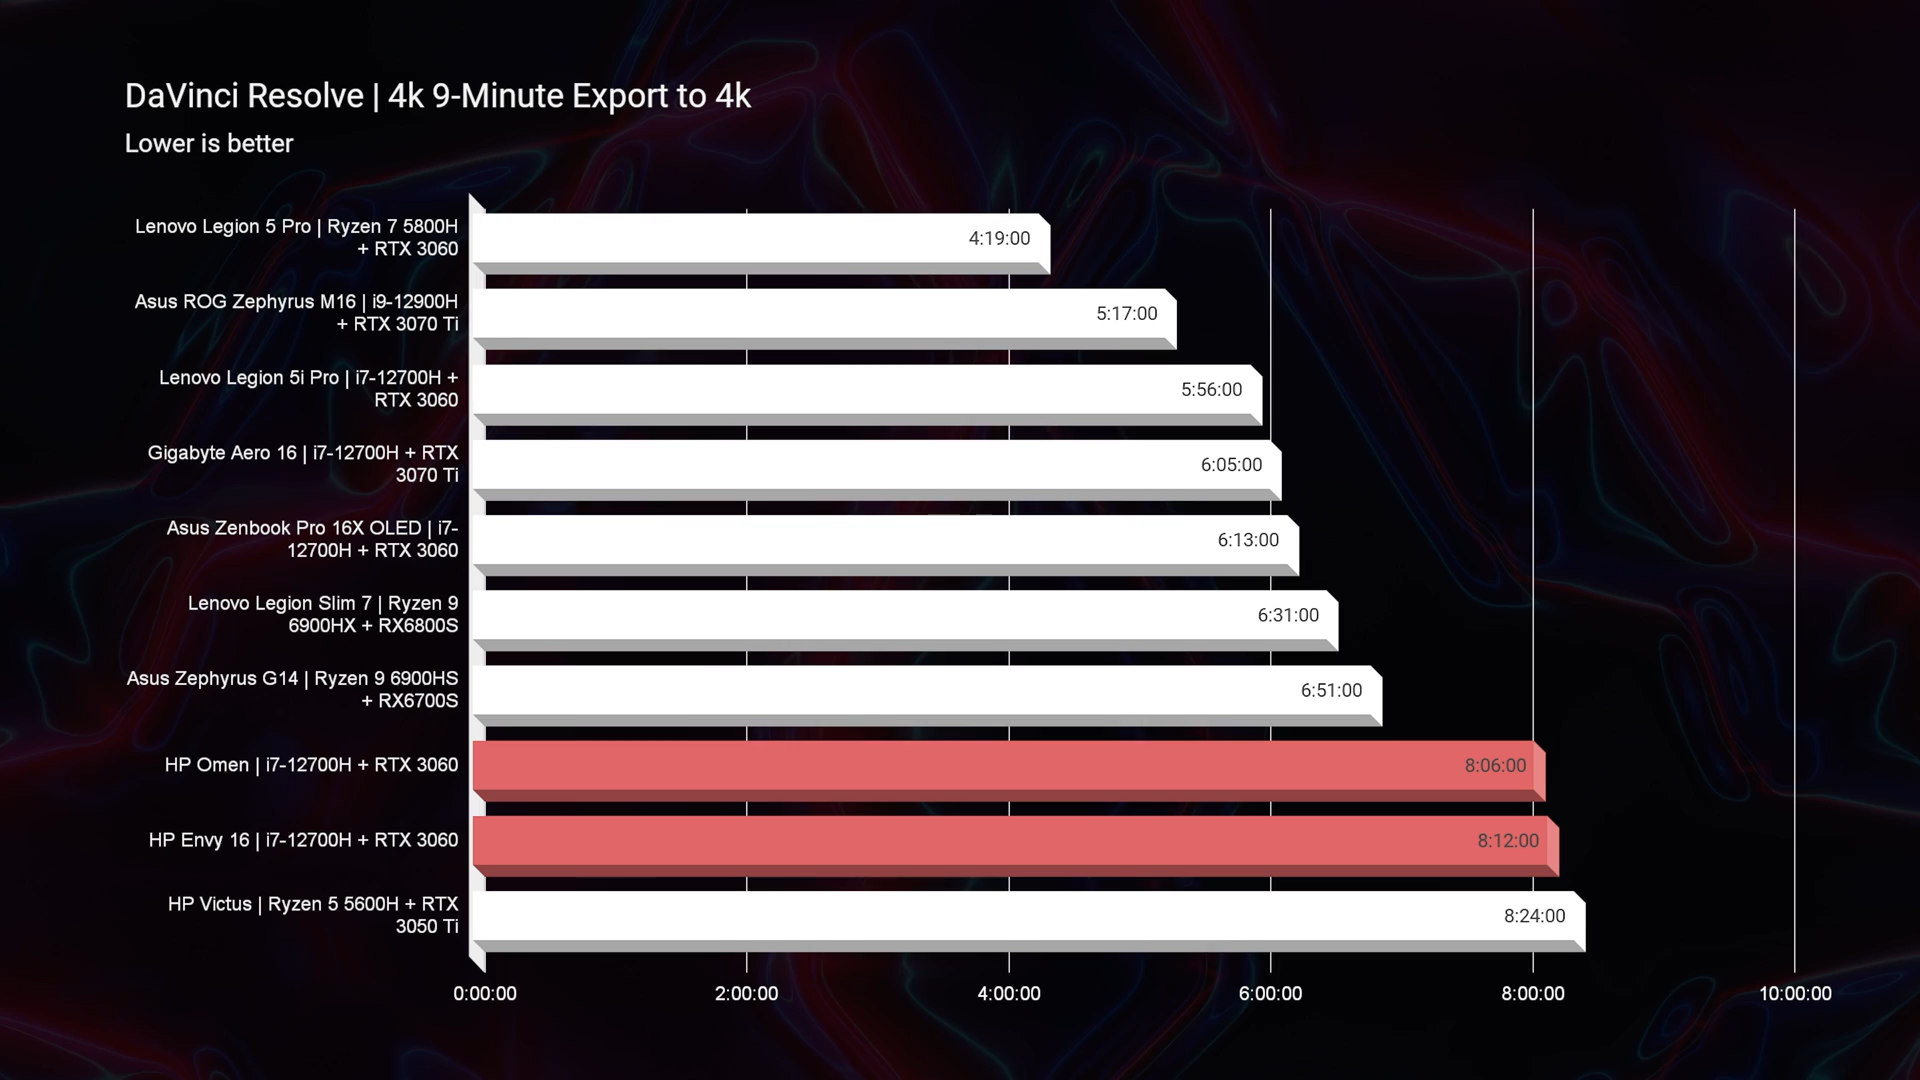 DaVinci Resolve | 4k 9-Minute Export to 4k
Lower is better
Lenovo Legion 5 Pro | Ryzen 7 5800H
+ RTX 3060
4:19:00
Asus ROG Zephyrus M16 | i9-12900H
+ RTX 3070 Ti
5:17:00
Lenovo Legion 5i Pro | i7-12700H +
RTX 3060
5:56:00
Gigabyte Aero 16 | i7-12700H + RTX
3070 Ti
6:05:00
Asus Zenbook Pro 16X OLED | i7-
12700H + RTX 3060
6:13:00
Lenovo Legion Slim 7 | Ryzen 9
6900HX + RX6800S
6:31:00
Asus Zephyrus G14 | Ryzen 9 6900HS
+ RX6700S
6:51:00
HP Omen | i7-12700H + RTX 3060
8:06:00
HP Envy 16 | i7-12700H + RTX 3060
8:12:00
HP Victus | Ryzen 5 5600H + RTX
3050 Ti
8:24:00
0:00:00
2:00:00
4:00:00
6:00:00
8:00:00
10:00:00